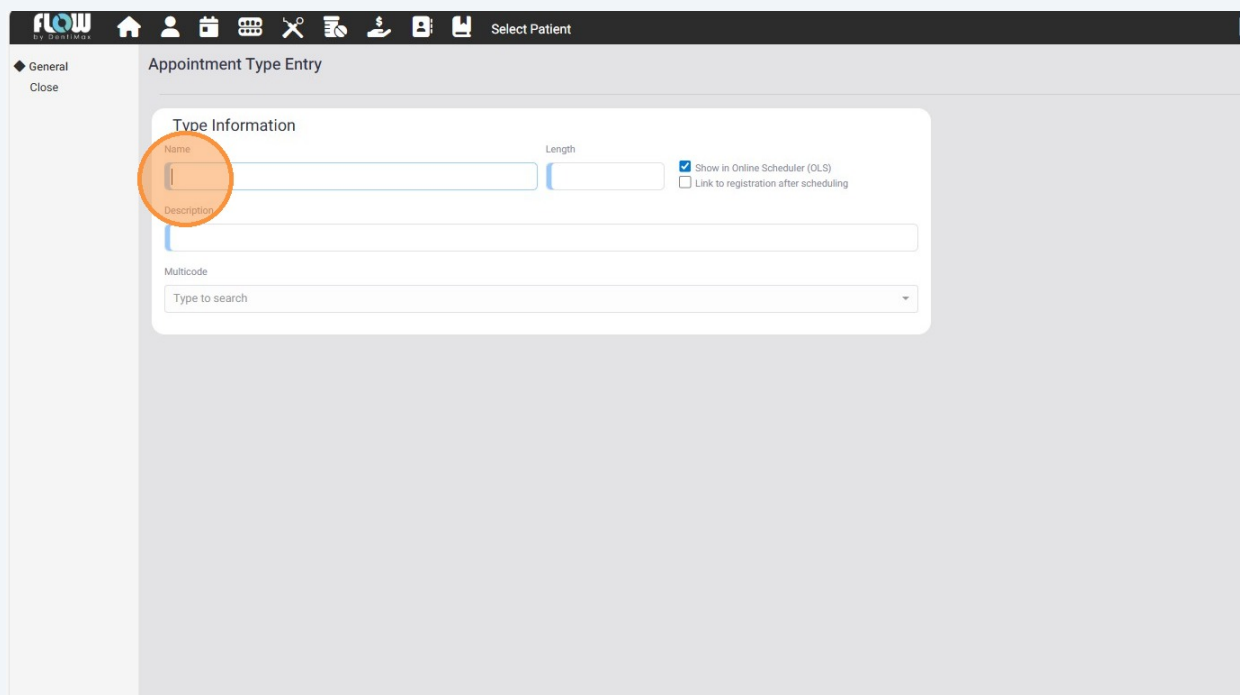 FLOW
by DentiMax
Select Patient
General
Close
Appointment Type Entry
Type Information
Name
Length
Show in Online Scheduler (OLS)
Link to registration after scheduling
Description
Multicode
Type to search